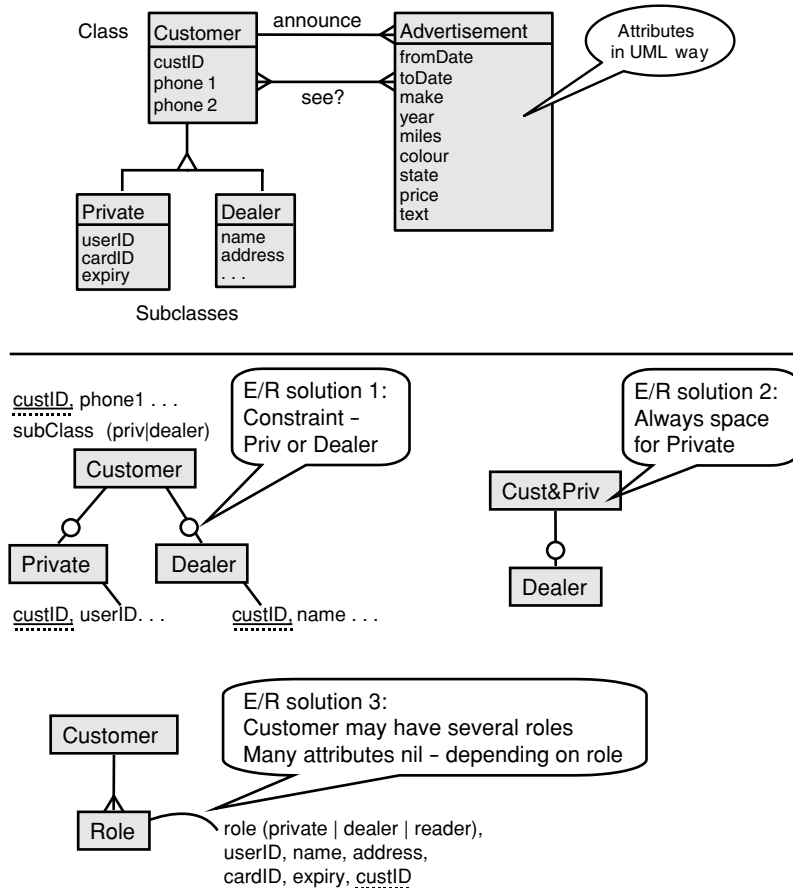 Class
Customer
custID
phone 1
phone 2
announce
see?
Advertisement
fromDate
toDate
make
year
miles
colour
state
price
text
Attributes
in UML way
Private
userID
cardID
expiry
Dealer
name
address
. . .
Subclasses
custID, phone1 . . .
subClass (priv|dealer)
Customer
E/R solution 1:
Constraint –
Priv or Dealer
Private
Dealer
custID, userID. . .
custID, name . . .
E/R solution 2:
Always space
for Private
Cust&Priv
Dealer
E/R solution 3:
Customer may have several roles
Many attributes nil – depending on role
Customer
Role
role (private | dealer | reader),
userID, name, address,
cardID, expiry, custID